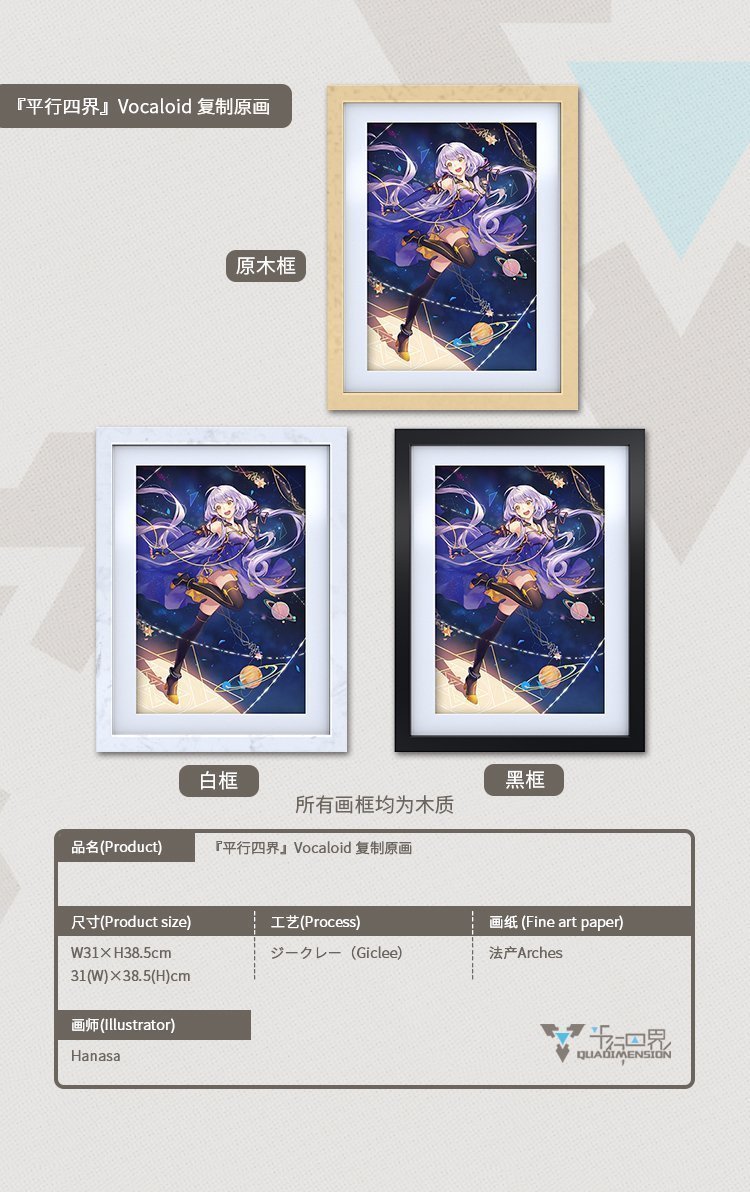 『平行四界』Vocaloid 复制原画
原木框
白框
黑框
所有画框均为木质
品名(Product)
『平行四界』Vocaloid 复制原画
尺寸(Product size)
工艺(Process)
画纸 (Fine art paper)
W31×H38.5cm
ジークレー（Giclee）
法产Arches
31(W)×38.5(H)cm
画师(Illustrator)
Hanasa
平行四界
QUADIMENSION